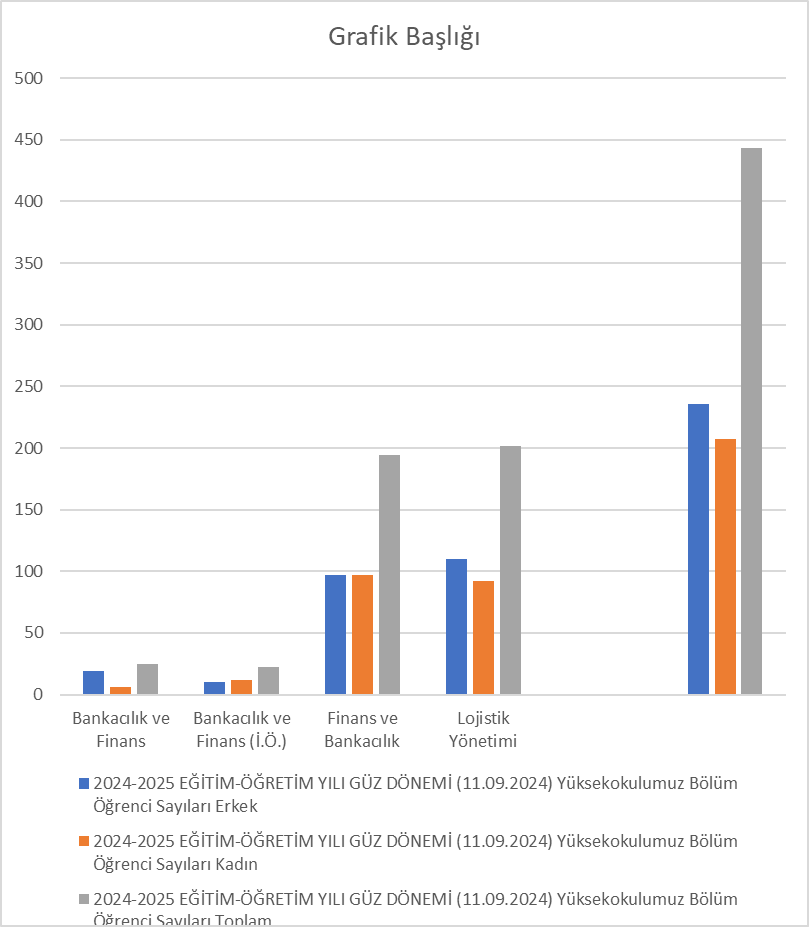 Grafik Başlığı
500
450
400
350
300
250
200
150
100
50
0
Bankacılık ve
Finans
Bankacılık ve
Finans (İ.Ö.)
Finans ve
Bankacılık
Lojistik
Yönetimi
2024-2025 EĞİTİM-ÖĞRETİM YILI GÜZ DÖNEMİ (11.09.2024) Yüksekokulumuz Bölüm
Öğrenci Sayıları Erkek
2024-2025 EĞİTİM-ÖĞRETİM YILI GÜZ DÖNEMİ (11.09.2024) Yüksekokulumuz Bölüm
Öğrenci Sayıları Kadın
2024-2025 EĞİTİM-ÖĞRETİM YILI GÜZ DÖNEMİ (11.09.2024) Yüksekokulumuz Bölüm
Öğrenci Sayıları Toplam